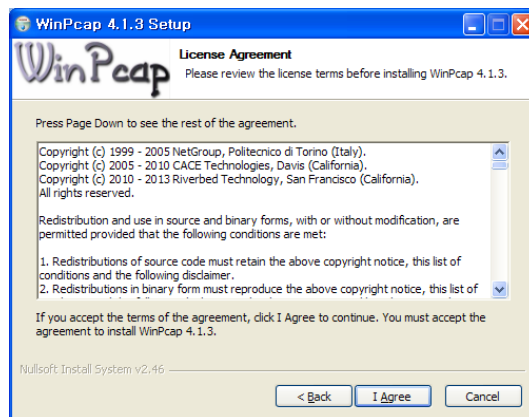 WinPcap 4.1.3 Setup
WinPcap
License Agreement
Please review the license terms before installing WinPcap 4.1.3.
Press Page Down to see the rest of the agreement.
Copyright (c) 1999 - 2005 NetGroup, Politecnico di Torino (Italy).
Copyright (c) 2005 - 2010 CACE Technologies, Davis (California).
Copyright (c) 2010 - 2013 Riverbed Technology, San Francisco (California).
All rights reserved.
Redistribution and use in source and binary forms, with or without modification, are
permitted provided that the following conditions are met:
1. Redistributions of source code must retain the above copyright notice, this list of
conditions and the following disclaimer.
2. Redistributions in binary form must reproduce the above copyright notice, this list of
If you accept the terms of the agreement, click I Agree to continue. You must accept the
agreement to install WinPcap 4.1.3.
Nullsoft Install System v2.46
< Back
I Agree
Cancel